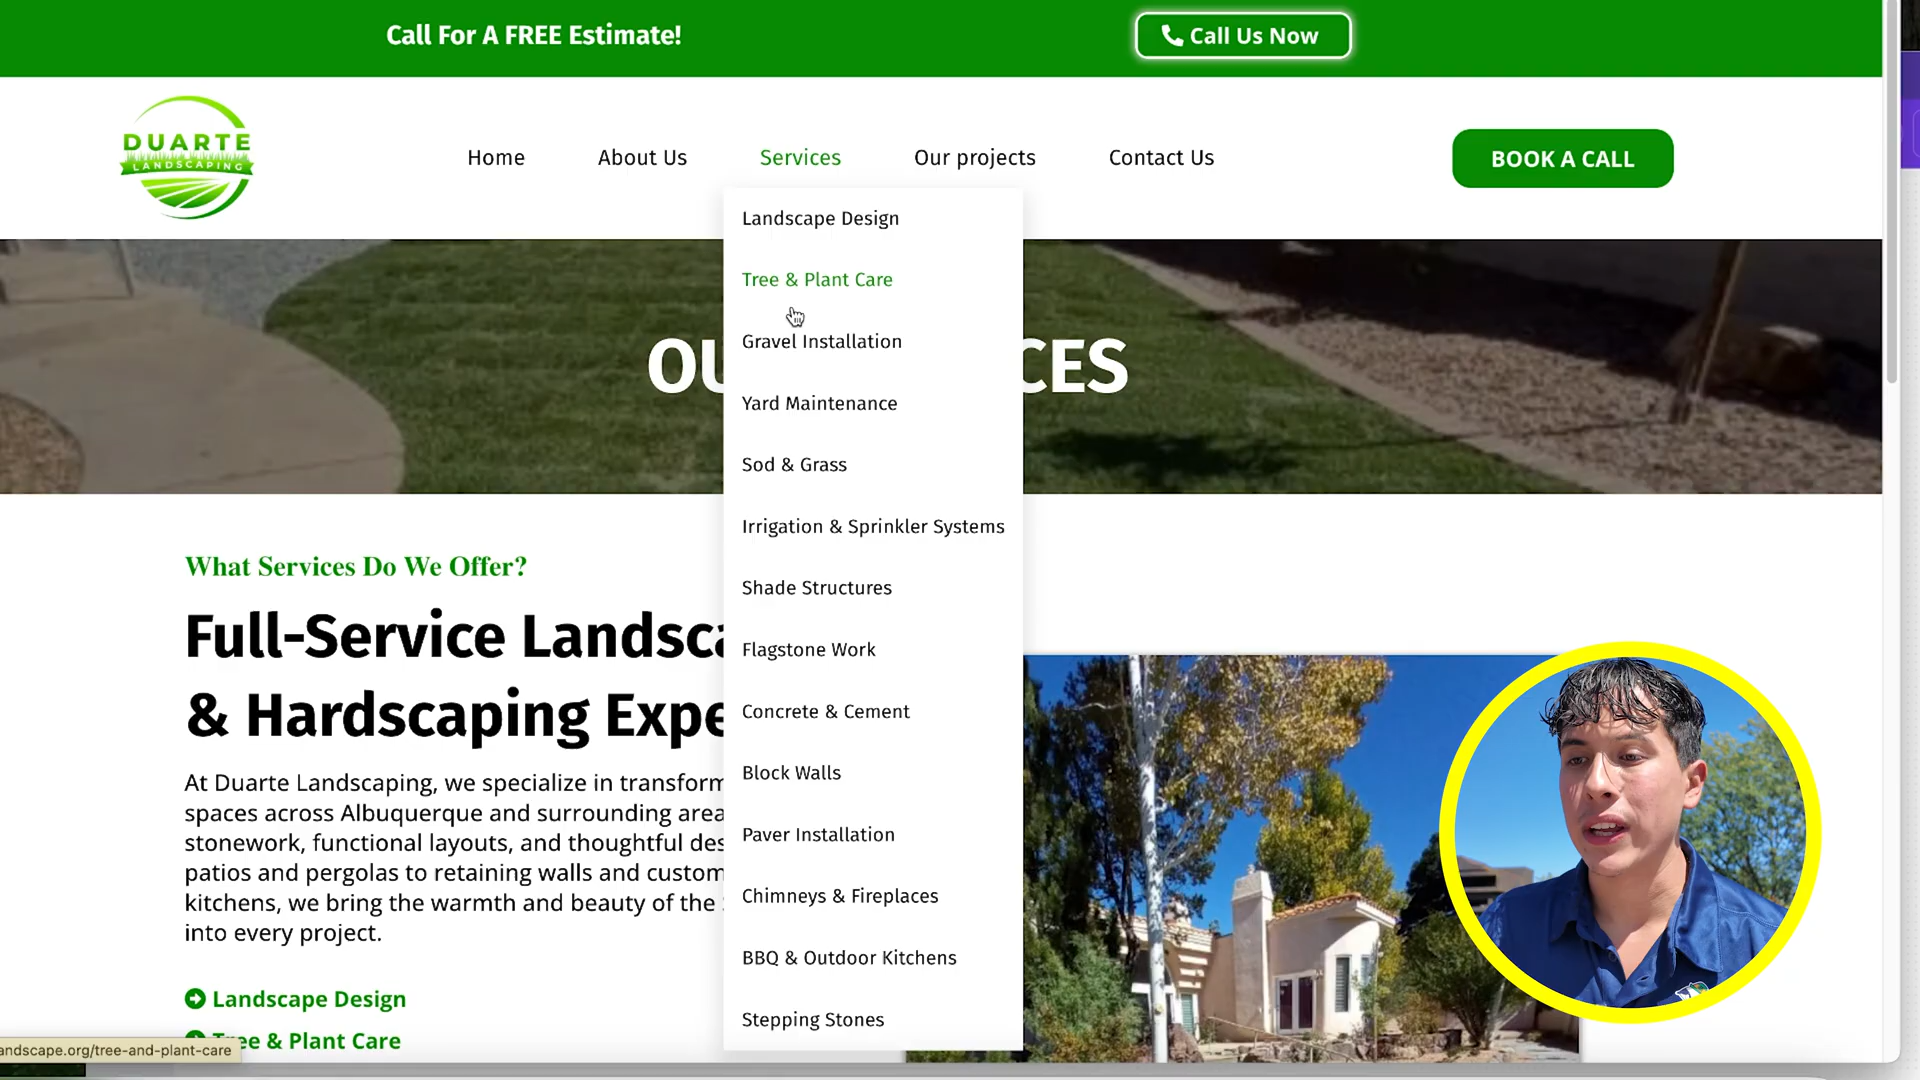 Call For A FREE Estimate!
Call Us Now
DUARTE
LANDSCAPING
Home
About Us
Services
Our projects
Contact Us
BOOK A CALL
Landscape Design
Tree & Plant Care
Gravel Installation
Yard Maintenance
Sod & Grass
Irrigation & Sprinkler Systems
Shade Structures
Flagstone Work
Concrete & Cement
Block Walls
Paver Installation
Chimneys & Fireplaces
BBQ & Outdoor Kitchens
Stepping Stones
OU CES
What Services Do We Offer?
Full-Service Landsca
& Hardscaping Expe
At Duarte Landscaping, we specialize in transform
spaces across Albuquerque and surrounding area
stonework, functional layouts, and thoughtful des
patios and pergolas to retaining walls and custom
kitchens, we bring the warmth and beauty of the
into every project.
Landscape Design
Tree & Plant Care
andscape.org/tree-and-plant-care